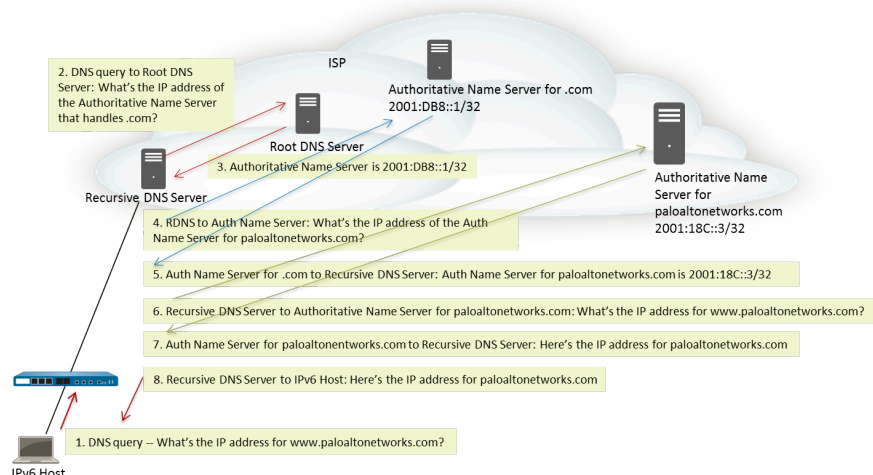 ISP
2. DNS query to Root DNS
Server: What's the IP address of
the Authoritative Name Server
that handles .com?
Authoritative Name Server for .com
2001:DB8::1/32
Root DNS Server
3. Authoritative Name Server is 2001:DB8::1/32
Recursive DNS Server
Authoritative Name
Server for
paloaltonetworks.com
2001:18C::3/32
4. RDNS to Auth Name Server: What's the IP address of the Auth
Name Server for paloaltonetworks.com?
5. Auth Name Server for .com to Recursive DNS Server: Auth Name Server for paloaltonetworks.com is 2001:18C::3/32
6. Recursive DNS Server to Authoritative Name Server for paloaltonetworks.com: What's the IP address for www.paloaltonetworks.com?
7. Auth Name Server for paloaltonentworks.com to Recursive DNS Server: Here's the IP address for paloaltonetworks.com
8. Recursive DNS Server to IPv6 Host: Here's the IP address for paloaltonetworks.com
1. DNS query -- What's the IP address for www.paloaltonetworks.com?
IPv6 Host